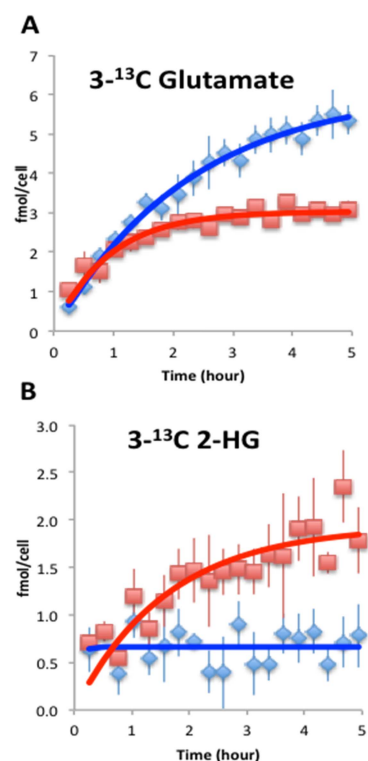 A
3-¹³C Glutamate
fmol/cell
7
6
5
4
3
2
1
0
0 1 2 3 4 5
Time (hour)
B
3-¹³C 2-HG
fmol/cell
3.0
2.5
2.0
1.5
1.0
0.5
0.0
0 1 2 3 4 5
Time (hour)